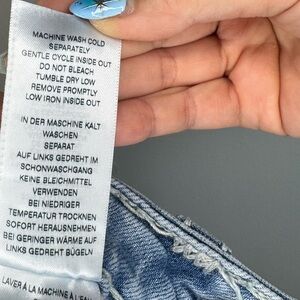 MACHINE WASH COLD
SEPARATELY
GENTLE CYCLE INSIDE OUT
DO NOT BLEACH
TUMBLE DRY LOW
REMOVE PROMPTLY
LOW IRON INSIDE OUT
IN DER MASCHINE KALT
WASCHEN
SEPARAT
AUF LINKS GEDREHT IM
SCHONWASCHGANG
KEINE BLEICHMITTEL
VERWENDEN
BEI NIEDRIGER
TEMPERATUR TROCKNEN
SOFORT HERAUSNEHMEN
BEI GERINGER WÄRME AUF
LINKS GEDREHT BÜGELN
LAVER À LA MACHINE À L'EAU